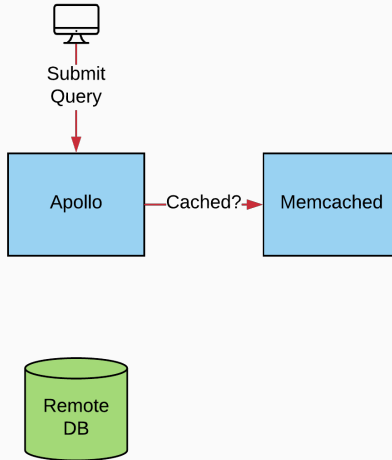 Submit
Query
Apollo
Cached?
Memcached
Remote
DB